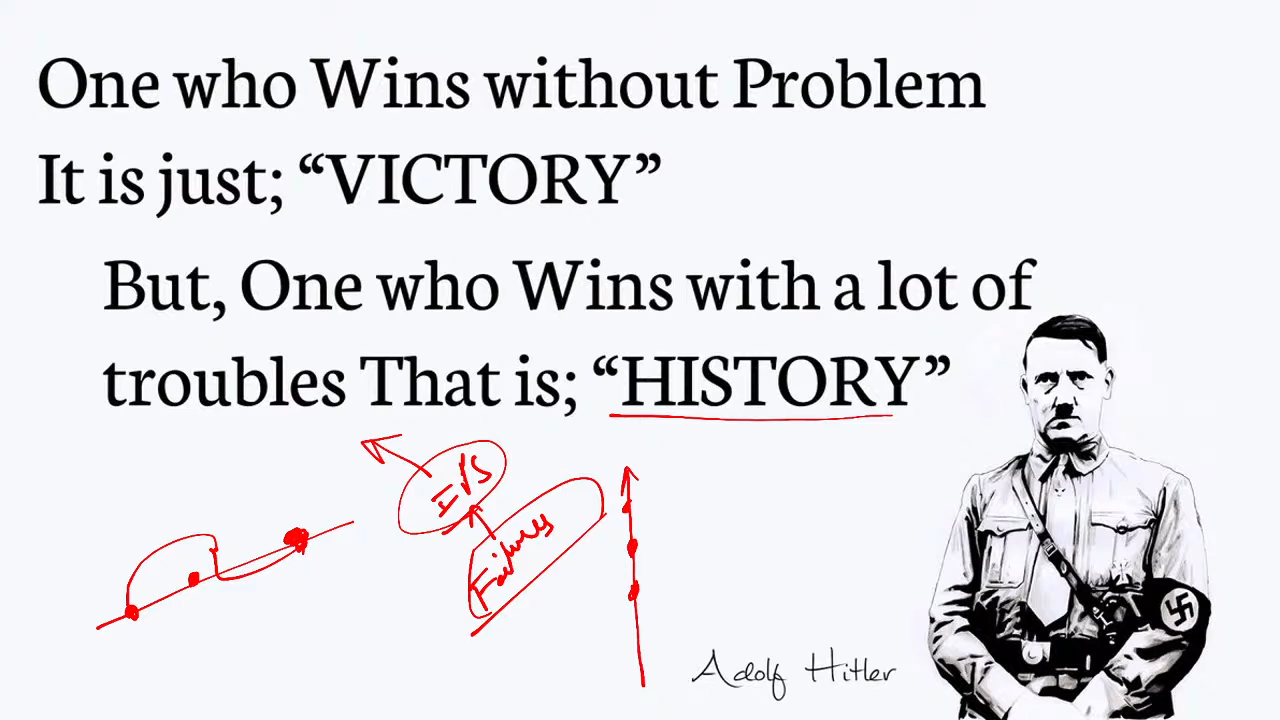 One who Wins without Problem
It is just; “VICTORY”
But, One who Wins with a lot of
troubles That is; “HISTORY”
Failures
Adolf Hitler